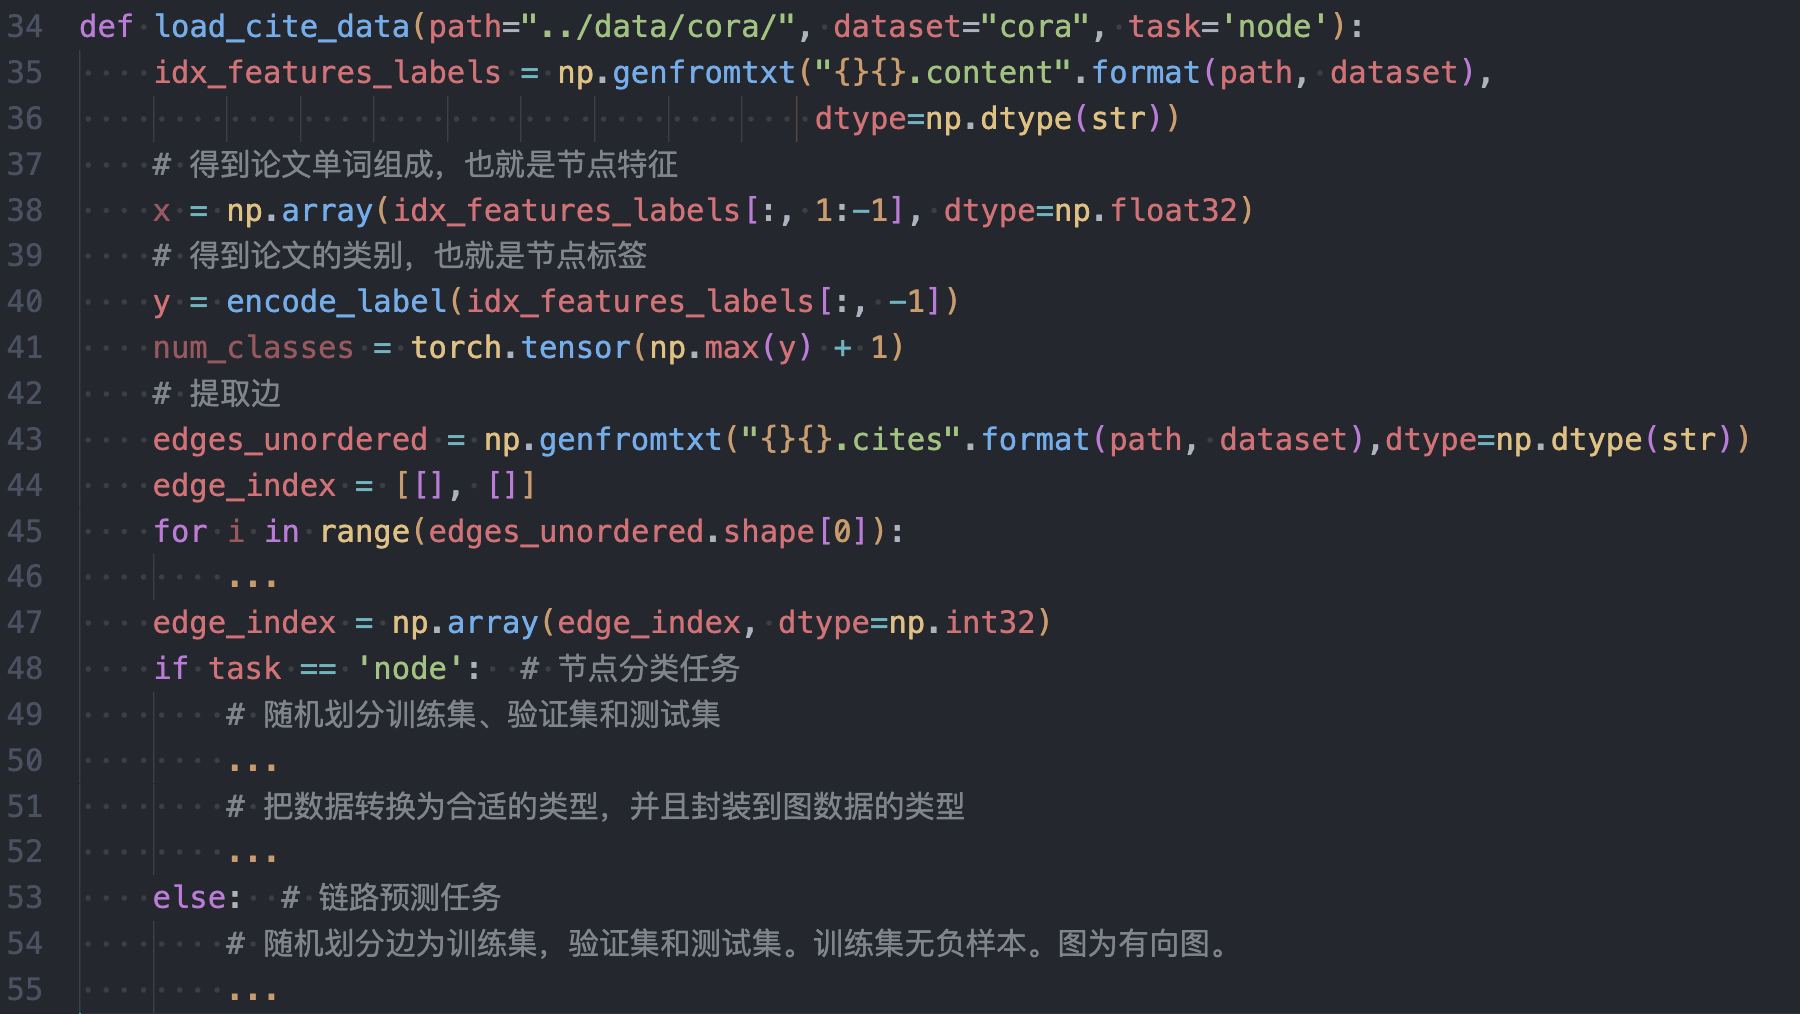 34 def load_cite_data(path="../data/cora/", dataset="cora", task='node'):
35     idx_features_labels = np.genfromtxt("{}{}.content".format(path, dataset),
36                                         dtype=np.dtype(str))
37     # 得到论文单词组成，也就是节点特征
38     x = np.array(idx_features_labels[:, 1:-1], dtype=np.float32)
39     # 得到论文的类别，也就是节点标签
40     y = encode_label(idx_features_labels[:, -1])
41     num_classes = torch.tensor(np.max(y) + 1)
42     # 提取边
43     edges_unordered = np.genfromtxt("{}{}.cites".format(path, dataset),dtype=np.dtype(str))
44     edge_index = [[], []]
45     for i in range(edges_unordered.shape[0]):
46         ...
47     edge_index = np.array(edge_index, dtype=np.int32)
48     if task == 'node':  # 节点分类任务
49         # 随机划分训练集、验证集和测试集
50         ...
51         # 把数据转换为合适的类型，并且封装到图数据的类型
52         ...
53     else:  # 链路预测任务
54         # 随机划分边为训练集，验证集和测试集。训练集无负样本。图为有向图。
55         ...